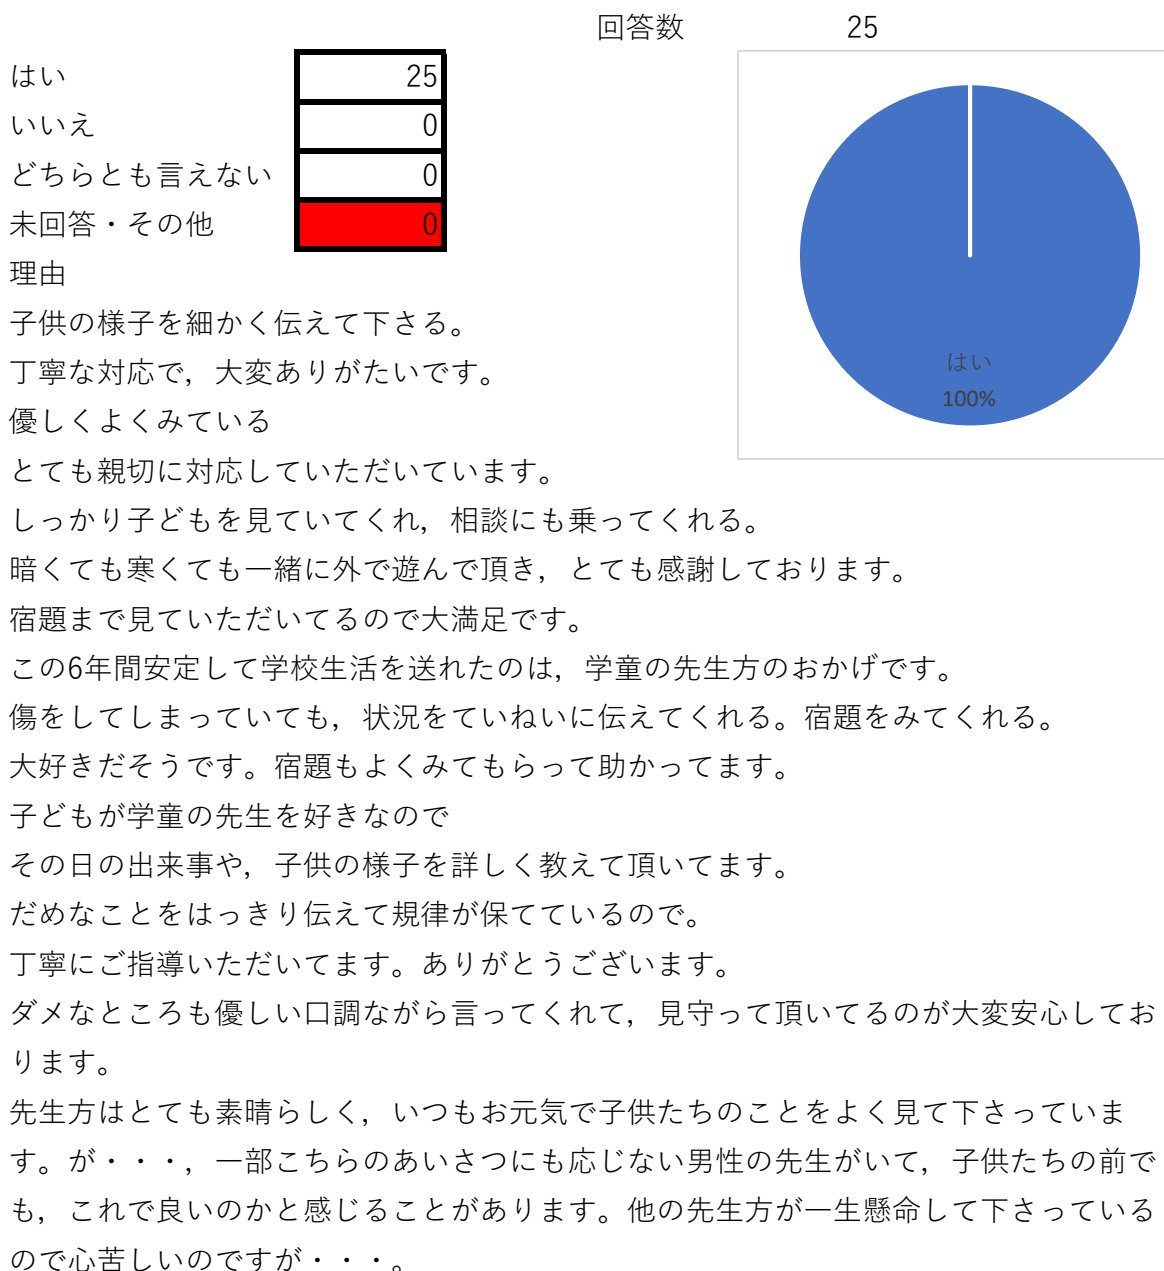 回答数 25
はい 25
いいえ 0
どちらとも言えない 0
未回答・その他 0
はい
100%
理由
子供の様子を細かく伝えて下さる。
丁寧な対応で，大変ありがたいです。
優しくよくみている
とても親切に対応していただいています。
しっかり子どもを見ていてくれ，相談にも乗ってくれる。
暗くても寒くても一緒に外で遊んで頂き，とても感謝しております。
宿題まで見ていただいてるので大満足です。
この6年間安定して学校生活を送れたのは，学童の先生方のおかげです。
傷をしてしまっていても，状況をていねいに伝えてくれる。宿題をみてくれる。
大好きだそうです。宿題もよくみてもらって助かってます。
子どもが学童の先生を好きなので
その日の出来事や，子供の様子を詳しく教えて頂いてます。
だめなことをはっきり伝えて規律が保てているので。
丁寧にご指導いただいてます。ありがとうございます。
ダメなところも優しい口調ながら言ってくれて，見守って頂いてるのが大変安心してお
ります。
先生方はとても素晴らしく，いつもお元気で子供たちのことをよく見て下さっていま
す。が・・・，一部こちらのあいさつにも応じない男性の先生がいて，子供たちの前で
も，これで良いのかと感じることがあります。他の先生方が一生懸命して下さっている
ので心苦しいのですが・・・。